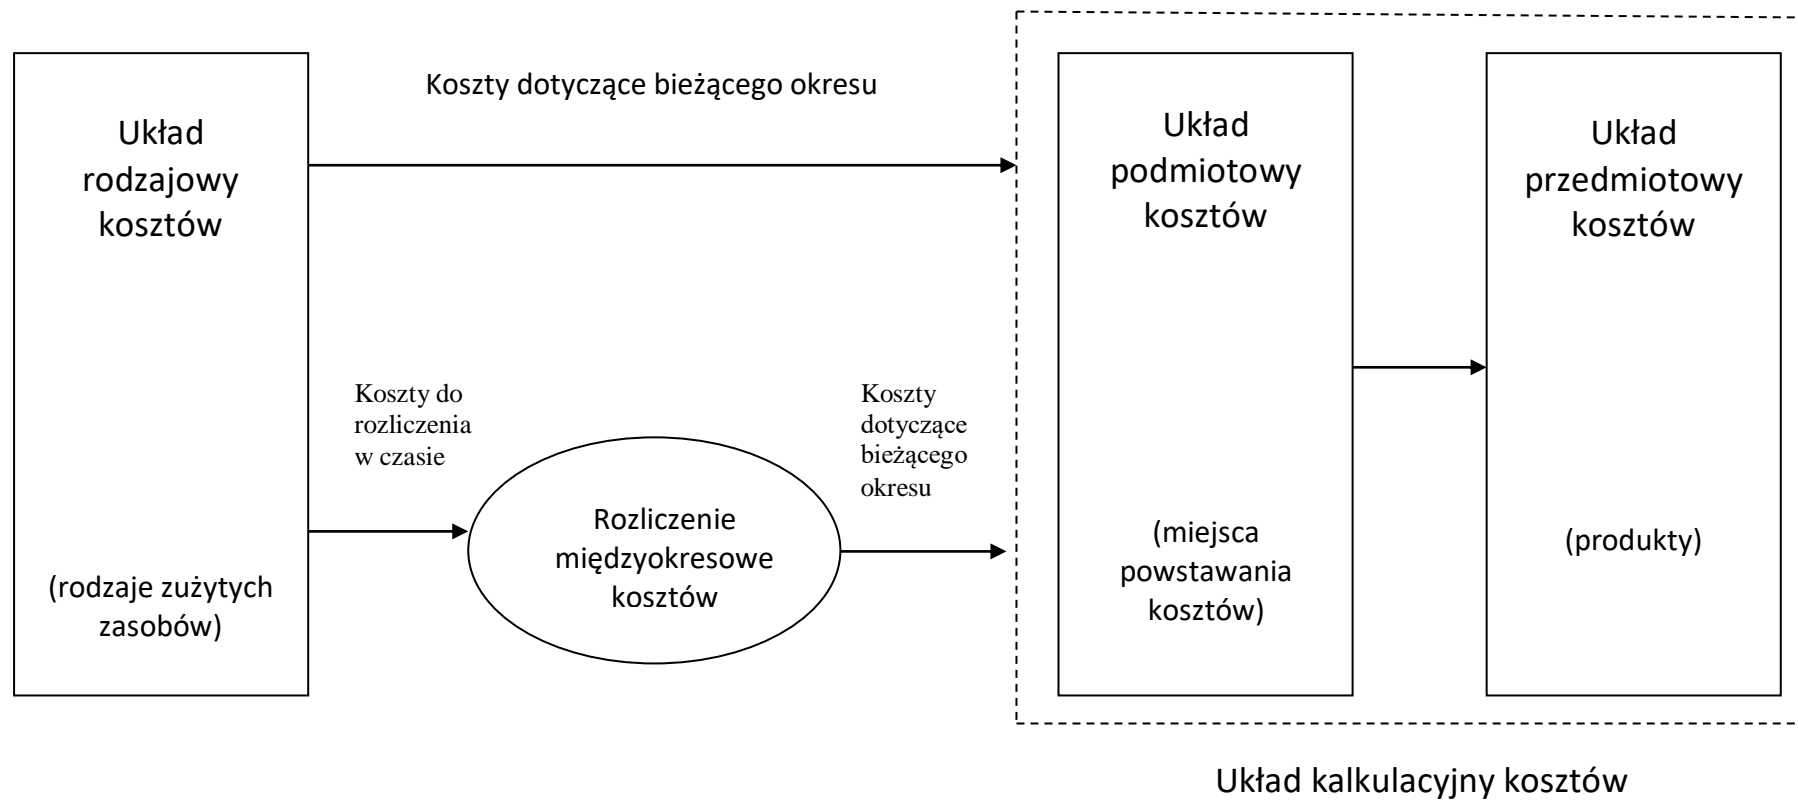 Układ
rodzajowy
kosztów
(rodzaje zużytych
zasobów)
Koszty dotyczące bieżącego okresu
Koszty do
rozliczenia
w czasie
Rozliczenie
międzyokresowe
kosztów
Koszty
dotyczące
bieżącego
okresu
Układ
podmiotowy
kosztów
(miejsca
powstawania
kosztów)
Układ
przedmiotowy
kosztów
(produkty)
Układ kalkulacyjny kosztów